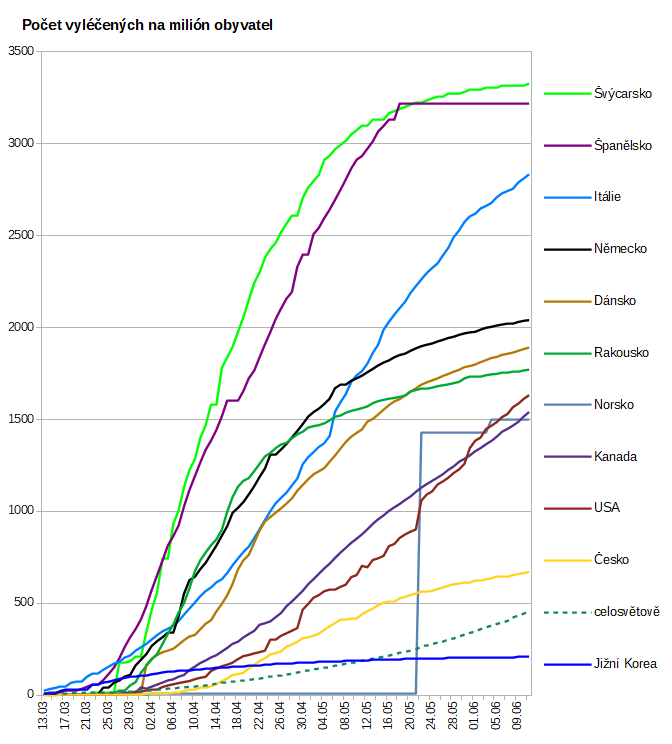 Počet vyléčených na milión obyvatel
3500
3000
2500
2000
1500
1000
500
0
13.03
17.03
21.03
25.03
29.03
02.04
06.04
10.04
14.04
18.04
22.04
26.04
30.04
04.05
08.05
12.05
16.05
20.05
24.05
28.05
01.06
05.06
09.06
Švýcarsko
Španělsko
Itálie
Německo
Dánsko
Rakousko
Norsko
Kanada
USA
Česko
celosvětově
Jižní Korea